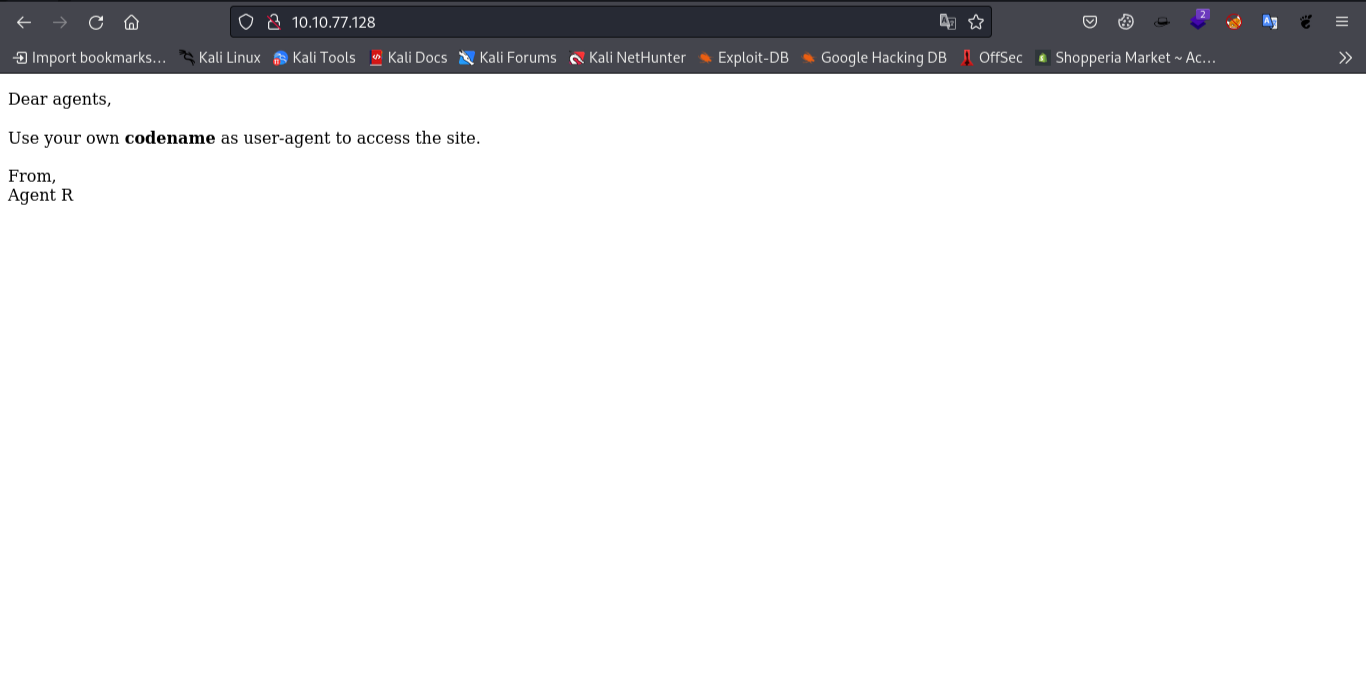 10.10.77.128
2
Import bookmarks...
Kali Linux
Kali Tools
Kali Docs
Kali Forums
Kali NetHunter
Exploit-DB
Google Hacking DB
OffSec
Shopperia Market ~ Ac...
Dear agents,
Use your own codename as user-agent to access the site.
From,
Agent R